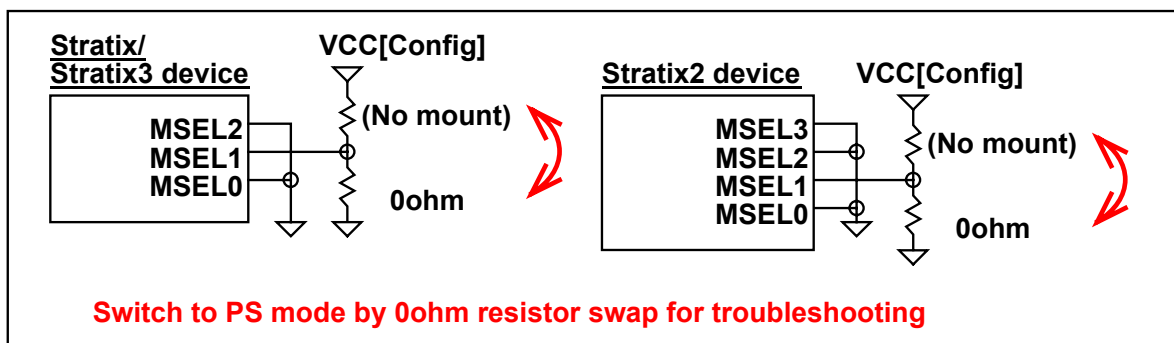 Stratix/
Stratix3 device
VCC[Config]
MSEL2
MSEL1
MSEL0
(No mount)
0ohm
Stratix2 device
VCC[Config]
MSEL3
MSEL2
MSEL1
MSEL0
(No mount)
0ohm
Switch to PS mode by 0ohm resistor swap for troubleshooting